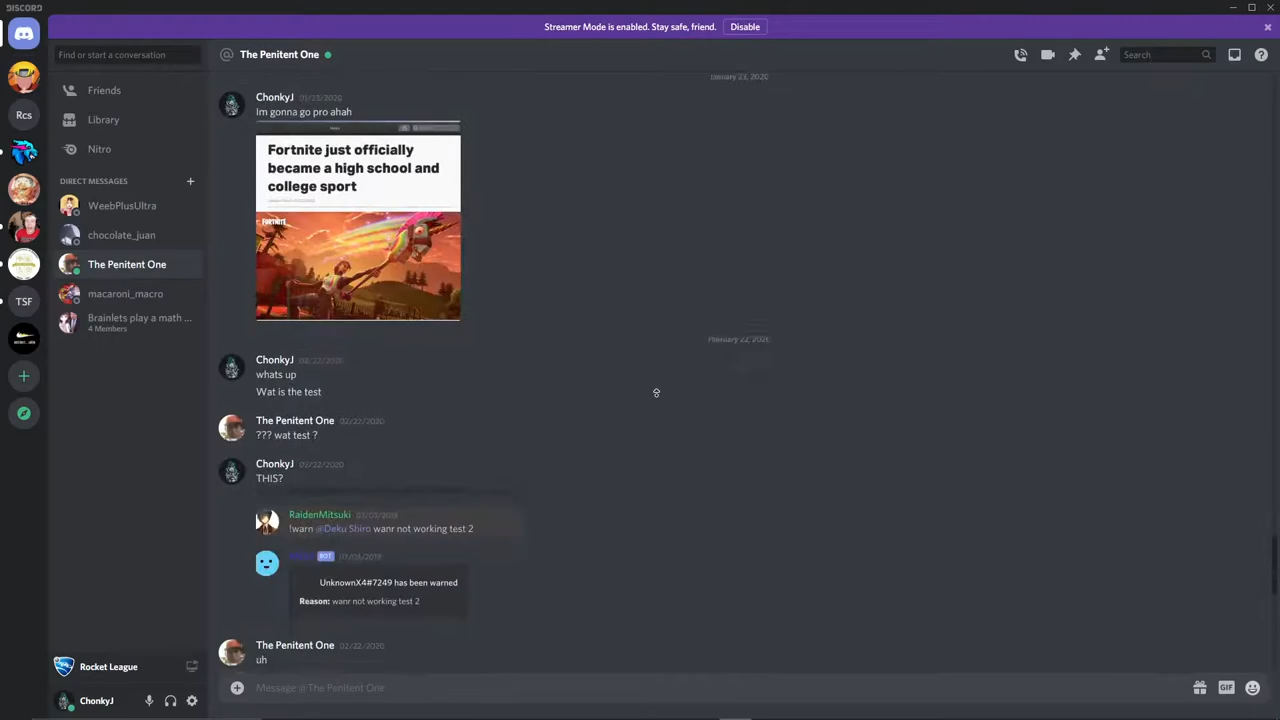 DISCORD
Streamer Mode is enabled. Stay safe, friend.
Disable
Find or start a conversation
The Penitent One
Search
Friends
Library
Nitro
DIRECT MESSAGES
WeebPlusUltra
chocolate_juan
The Penitent One
macaroni_macro
Brainlets play a math ...
4 Members
Rcs
TSF
January 23, 2020
ChonkyJ 01/23/2020
Im gonna go pro ahah
Fortnite just officially
became a high school and
college sport
FORTNITE
February 22, 2020
ChonkyJ 02/22/2020
whats up
Wat is the test
The Penitent One 02/22/2020
??? wat test ?
ChonkyJ 02/22/2020
THIS?
RaidenMitsuki
!warn @Deku Shiro wanr not working test 2
BOT
UnknownX4#7249 has been warned
Reason: wanr not working test 2
The Penitent One 02/22/2020
uh
Message @The Penitent One
GIF
Rocket League
ChonkyJ